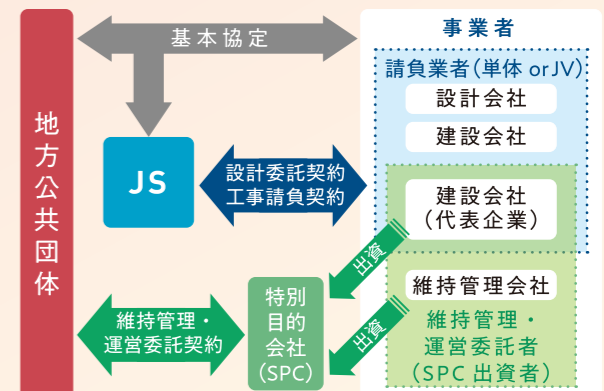 地方公共団体
基本協定
事業者
請負業者(単体 orJV)
設計会社
建設会社
JS
設計委託契約
工事請負契約
建設会社
(代表企業)
出資
維持管理・
運営委託契約
特別
目的
会社
(SPC)
出資
維持管理会社
維持管理・
運営委託者
(SPC 出資者)